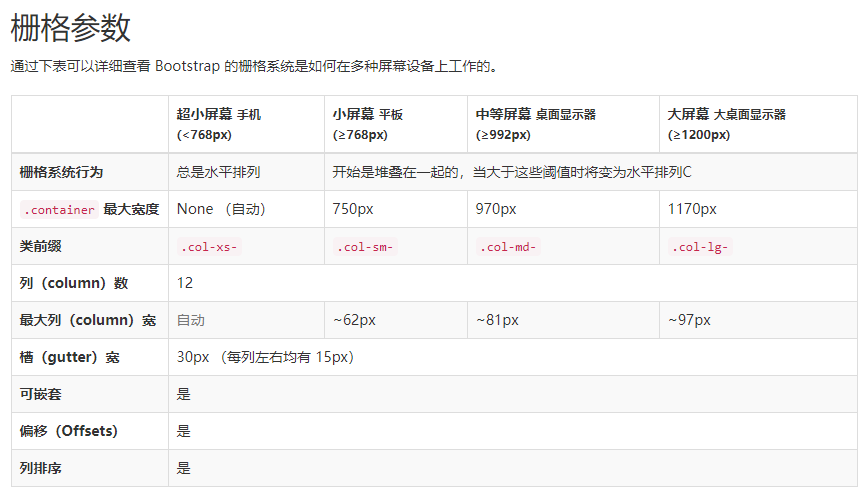 栅格参数
通过下表可以详细查看 Bootstrap 的栅格系统是如何在多种屏幕设备上工作的。
超小屏幕 手机 (<768px) 小屏幕 平板 (≥768px) 中等屏幕 桌面显示器 (≥992px) 大屏幕 大桌面显示器 (≥1200px)
栅格系统行为 总是水平排列 开始是堆叠在一起的，当大于这些阈值时将变为水平排列C
.container 最大宽度 None （自动） 750px 970px 1170px
类前缀 .col-xs- .col-sm- .col-md- .col-lg-
列（column）数 12
最大列（column）宽 自动 ~62px ~81px ~97px
槽（gutter）宽 30px （每列左右均有 15px）
可嵌套 是
偏移（Offsets） 是
列排序 是